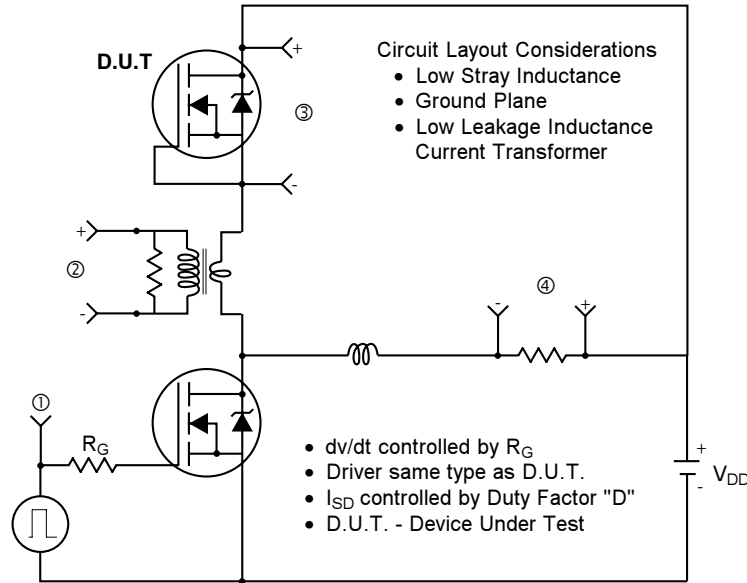 D.U.T
+
③
-
Circuit Layout Considerations
• Low Stray Inductance
• Ground Plane
• Low Leakage Inductance
Current Transformer
+
②
-
④
- +
①
R_G
• dv/dt controlled by R_G
• Driver same type as D.U.T.
• I_SD controlled by Duty Factor "D"
• D.U.T. - Device Under Test
+
V_DD
-